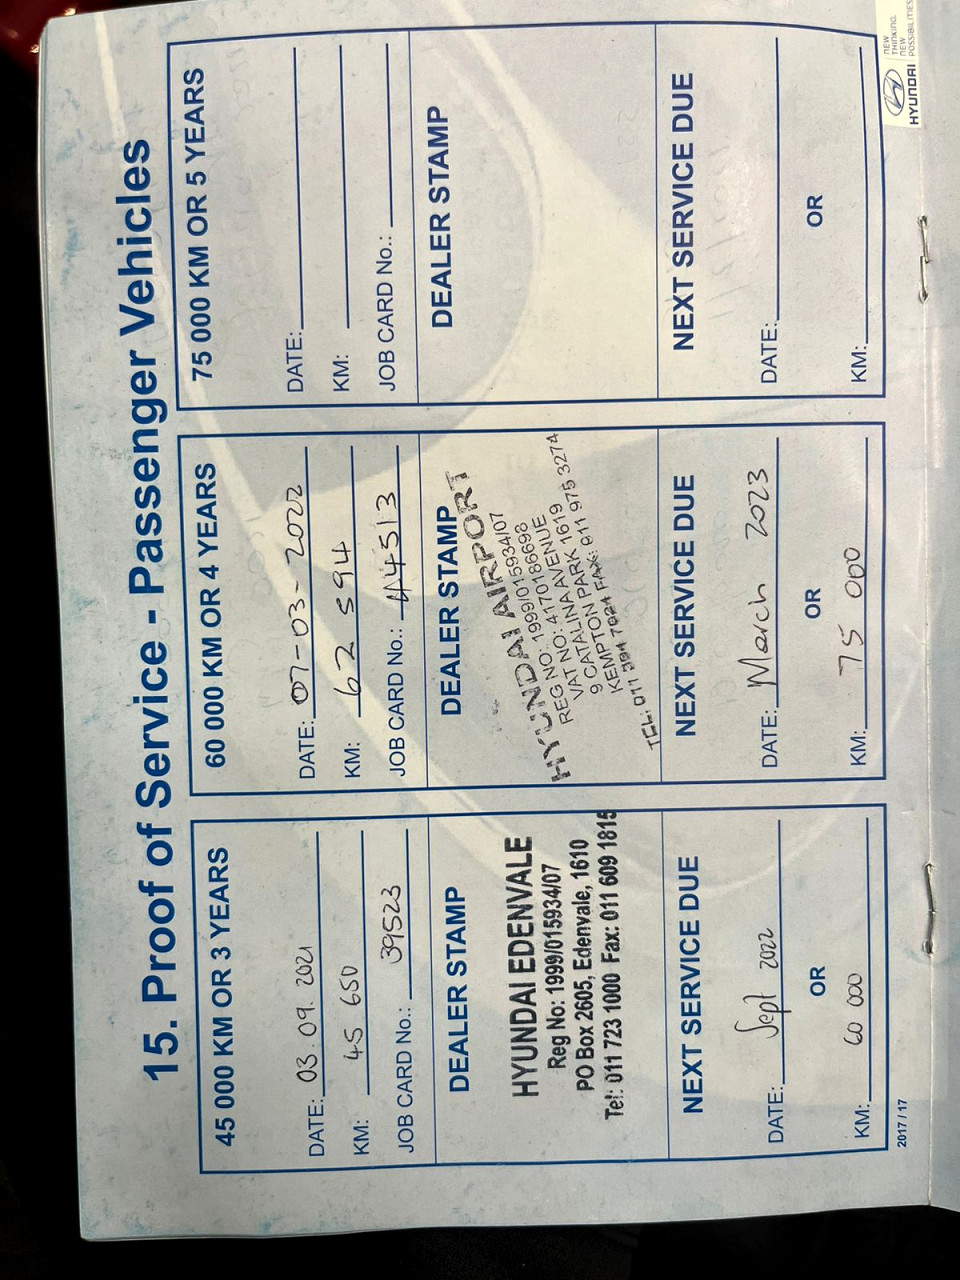 15. Proof of Service - Passenger Vehicles
45 000 KM OR 3 YEARS
DATE: 03.09.2021
KM: 45 650
JOB CARD No.: 39523
DEALER STAMP
HYUNDAI EDENVALE
Reg No: 1999/015934/07
PO Box 2605, Edenvale, 1610
Tel: 011 723 1000 Fax: 011 609 1815
NEXT SERVICE DUE
DATE: Sept 2022
OR
KM: 60 000
60 000 KM OR 4 YEARS
DATE: 07-03-2022
KM: 62 594
JOB CARD No.: 44513
DEALER STAMP
HYUNDAI AIRPORT
REG NO: 1999/015934/07
VAT NO: 4170186698
9 CATALINA AVENUE
KEMPTON PARK 1619
TEL: 011 394 7024 FAX: 011 975 3274
NEXT SERVICE DUE
DATE: March 2023
OR
KM: 75 000
75 000 KM OR 5 YEARS
DATE:
KM:
JOB CARD No.:
DEALER STAMP
NEXT SERVICE DUE
DATE:
OR
KM:
2017 / 17
HYUNDAI
NEW
THINKING.
NEW
POSSIBILITIES.